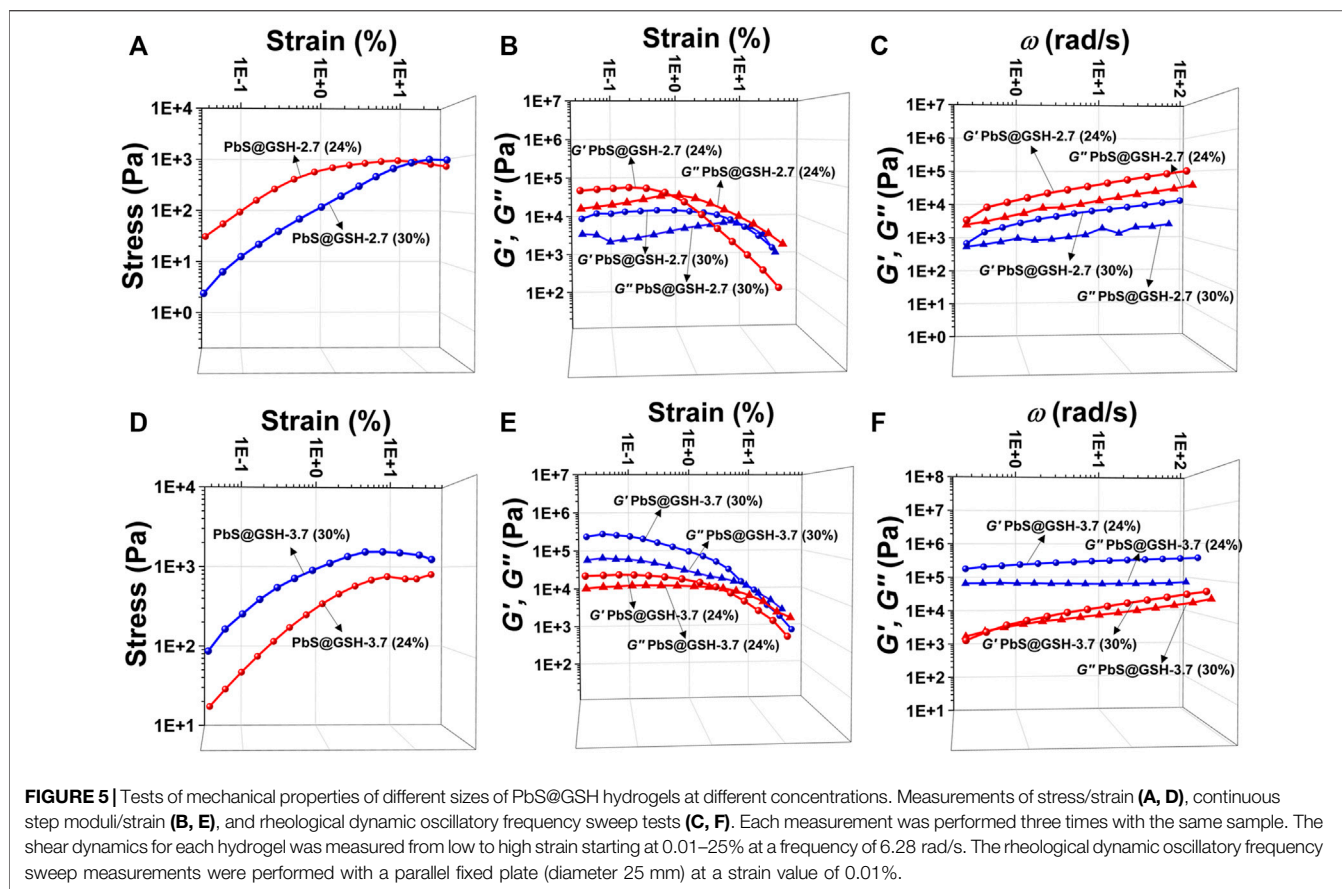 A
Strain (%)
1E-1
1E+0
1E+1
Stress (Pa)
1E+4
1E+3
1E+2
1E+1
1E+0
PbS@GSH-2.7 (24%)
PbS@GSH-2.7 (30%)
B
Strain (%)
1E-1
1E+0
1E+1
G', G" (Pa)
1E+7
1E+6
1E+5
1E+4
1E+3
1E+2
G' PbS@GSH-2.7 (24%)
G" PbS@GSH-2.7 (24%)
G' PbS@GSH-2.7 (30%)
G" PbS@GSH-2.7 (30%)
C
ω (rad/s)
1E+0
1E+1
1E+2
G', G" (Pa)
1E+7
1E+6
1E+5
1E+4
1E+3
1E+2
1E+1
1E+0
G' PbS@GSH-2.7 (24%)
G" PbS@GSH-2.7 (24%)
G' PbS@GSH-2.7 (30%)
G" PbS@GSH-2.7 (30%)
D
Strain (%)
1E-1
1E+0
1E+1
Stress (Pa)
1E+4
1E+3
1E+2
1E+1
PbS@GSH-3.7 (30%)
PbS@GSH-3.7 (24%)
E
Strain (%)
1E-1
1E+0
1E+1
G', G" (Pa)
1E+7
1E+6
1E+5
1E+4
1E+3
1E+2
G' PbS@GSH-3.7 (30%)
G" PbS@GSH-3.7 (30%)
G' PbS@GSH-3.7 (24%)
G" PbS@GSH-3.7 (24%)
F
ω (rad/s)
1E+0
1E+1
1E+2
G', G" (Pa)
1E+8
1E+7
1E+6
1E+5
1E+4
1E+3
1E+2
1E+1
G' PbS@GSH-3.7 (24%)
G" PbS@GSH-3.7 (24%)
G' PbS@GSH-3.7 (30%)
G" PbS@GSH-3.7 (30%)
FIGURE 5 | Tests of mechanical properties of different sizes of PbS@GSH hydrogels at different concentrations. Measurements of stress/strain (A, D), continuous
step moduli/strain (B, E), and rheological dynamic oscillatory frequency sweep tests (C, F). Each measurement was performed three times with the same sample. The
shear dynamics for each hydrogel was measured from low to high strain starting at 0.01–25% at a frequency of 6.28 rad/s. The rheological dynamic oscillatory frequency
sweep measurements were performed with a parallel fixed plate (diameter 25 mm) at a strain value of 0.01%.